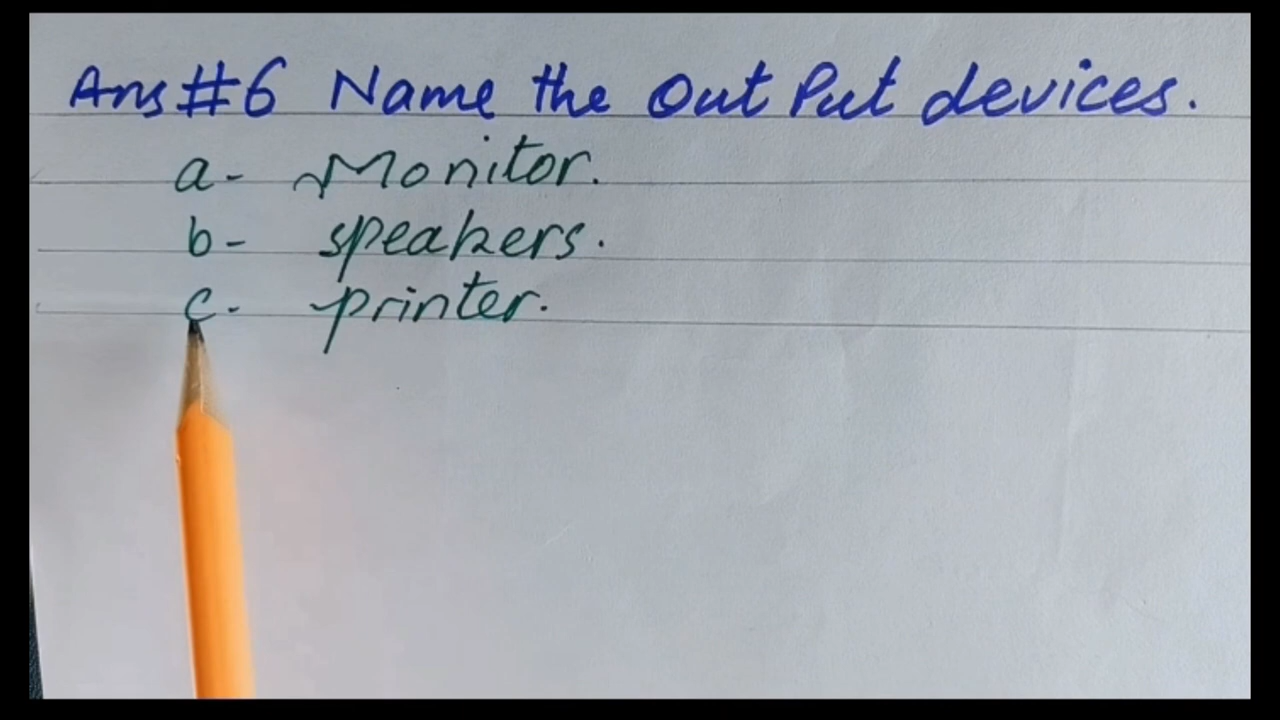 Ans #6 Name the Out Put devices.
a- Monitor.
b- speakers.
c- printer.